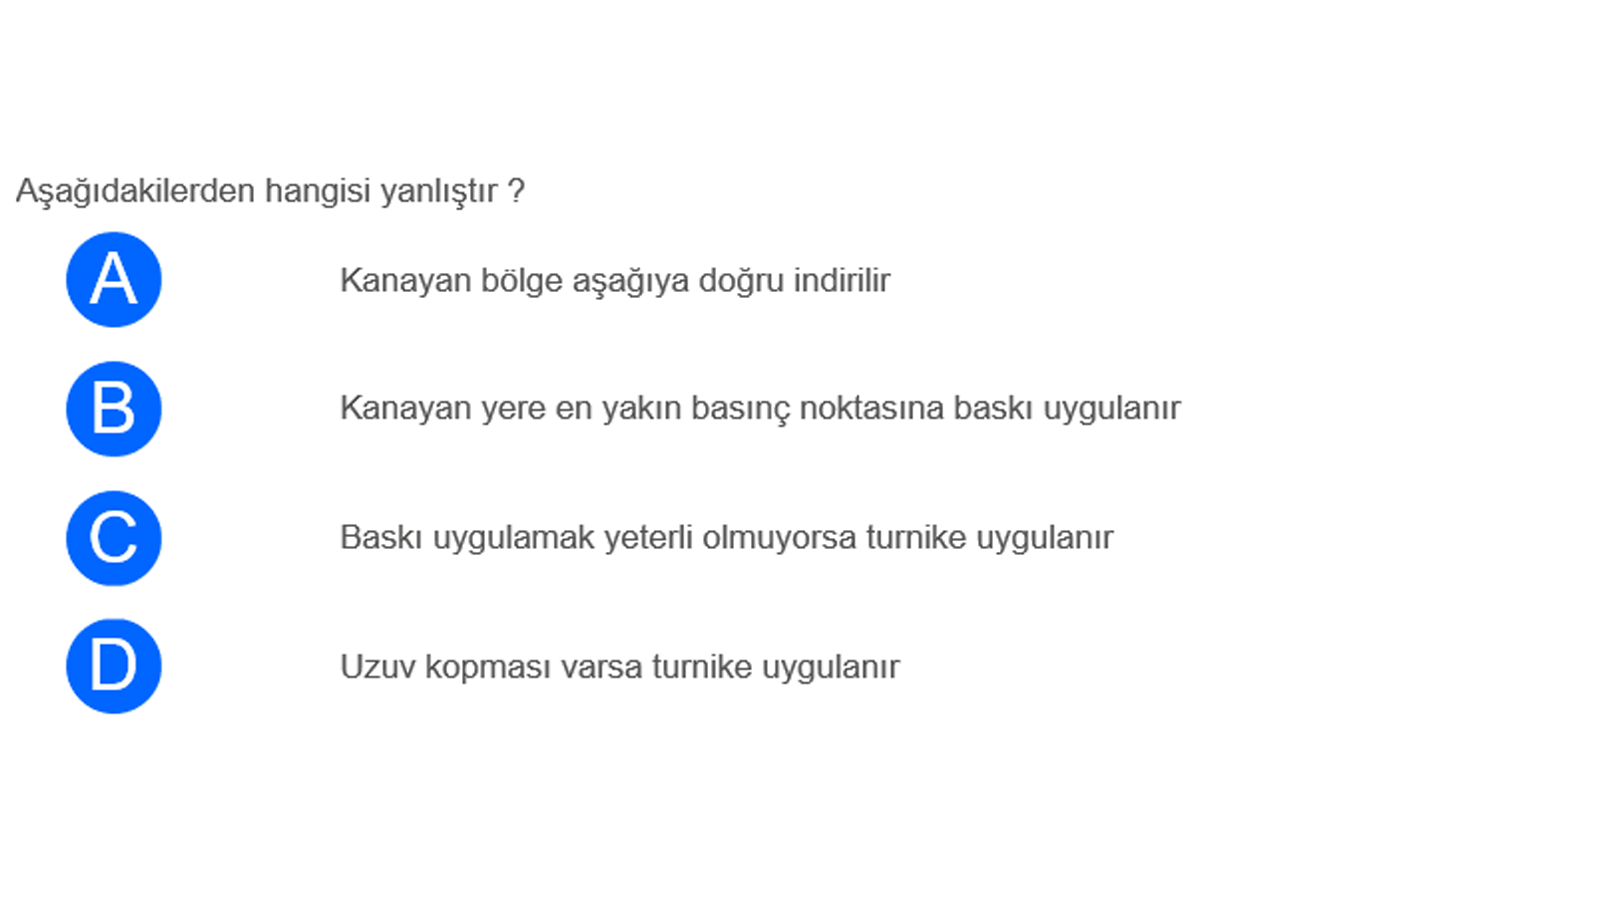 Aşağıdakilerden hangisi yanlıştır ?
A Kanayan bölge aşağıya doğru indirilir
B Kanayan yere en yakın basınç noktasına baskı uygulanır
C Baskı uygulamak yeterli olmuyorsa turnike uygulanır
D Uzuv kopması varsa turnike uygulanır